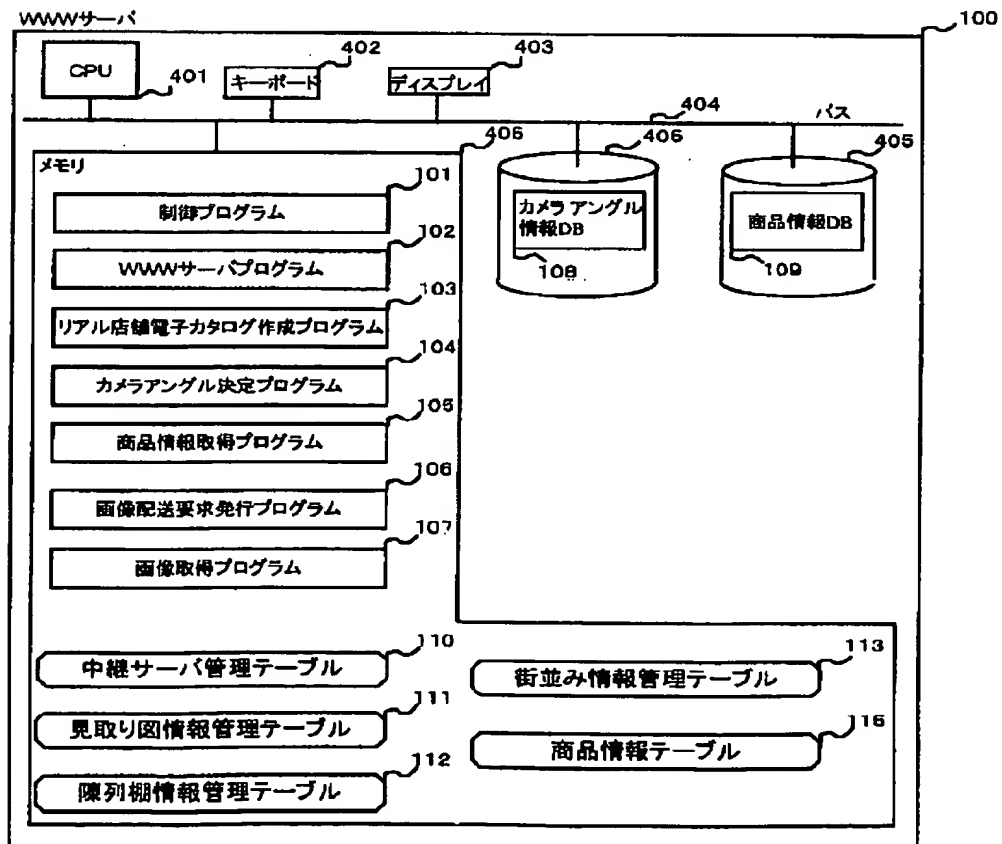 WWWサーバ
100
CPU
401
キーボード
402
ディスプレイ
403
404
バス
メモリ
406
406
405
カメラアングル
情報DB
108
商品情報DB
109
制御プログラム
101
WWWサーバプログラム
102
リアル店舗電子カタログ作成プログラム
103
カメラアングル決定プログラム
104
商品情報取得プログラム
105
画像配送要求発行プログラム
106
画像取得プログラム
107
中継サーバ管理テーブル
110
見取り図情報管理テーブル
111
陳列棚情報管理テーブル
112
街並み情報管理テーブル
113
商品情報テーブル
115